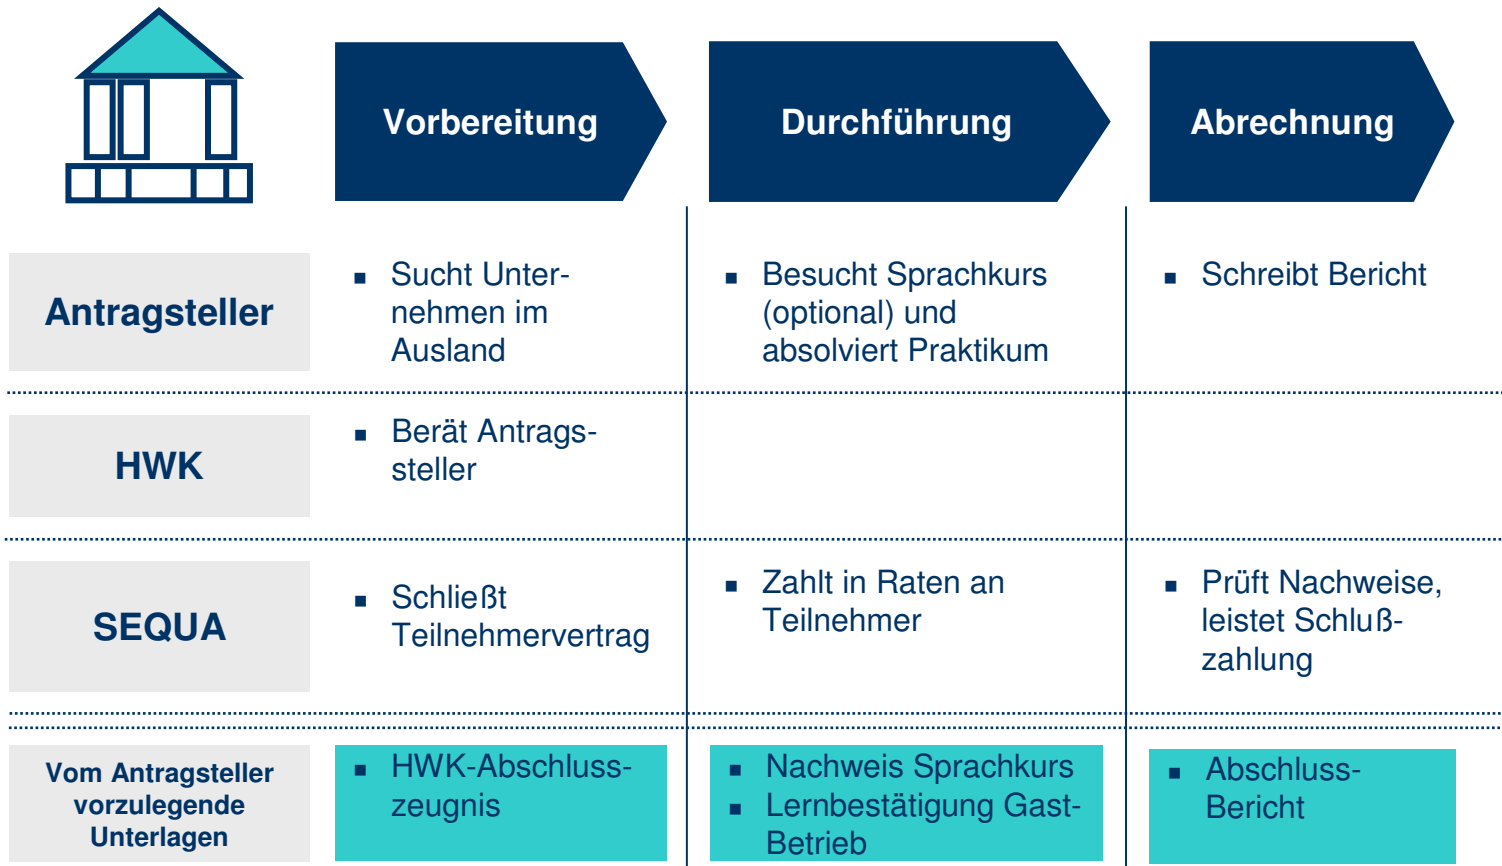 Vorbereitung
Durchführung
Abrechnung
Antragsteller
▪ Sucht Unter-
nehmen im
Ausland
▪ Besucht Sprachkurs
(optional) und
absolviert Praktikum
▪ Schreibt Bericht
HWK
▪ Berät Antrags-
steller
SEQUA
▪ Schließt
Teilnehmervertrag
▪ Zahlt in Raten an
Teilnehmer
▪ Prüft Nachweise,
leistet Schluß-
zahlung
Vom Antragsteller
vorzulegende
Unterlagen
▪ HWK-Abschluss-
zeugnis
▪ Nachweis Sprachkurs
▪ Lernbestätigung Gast-
Betrieb
▪ Abschluss-
Bericht